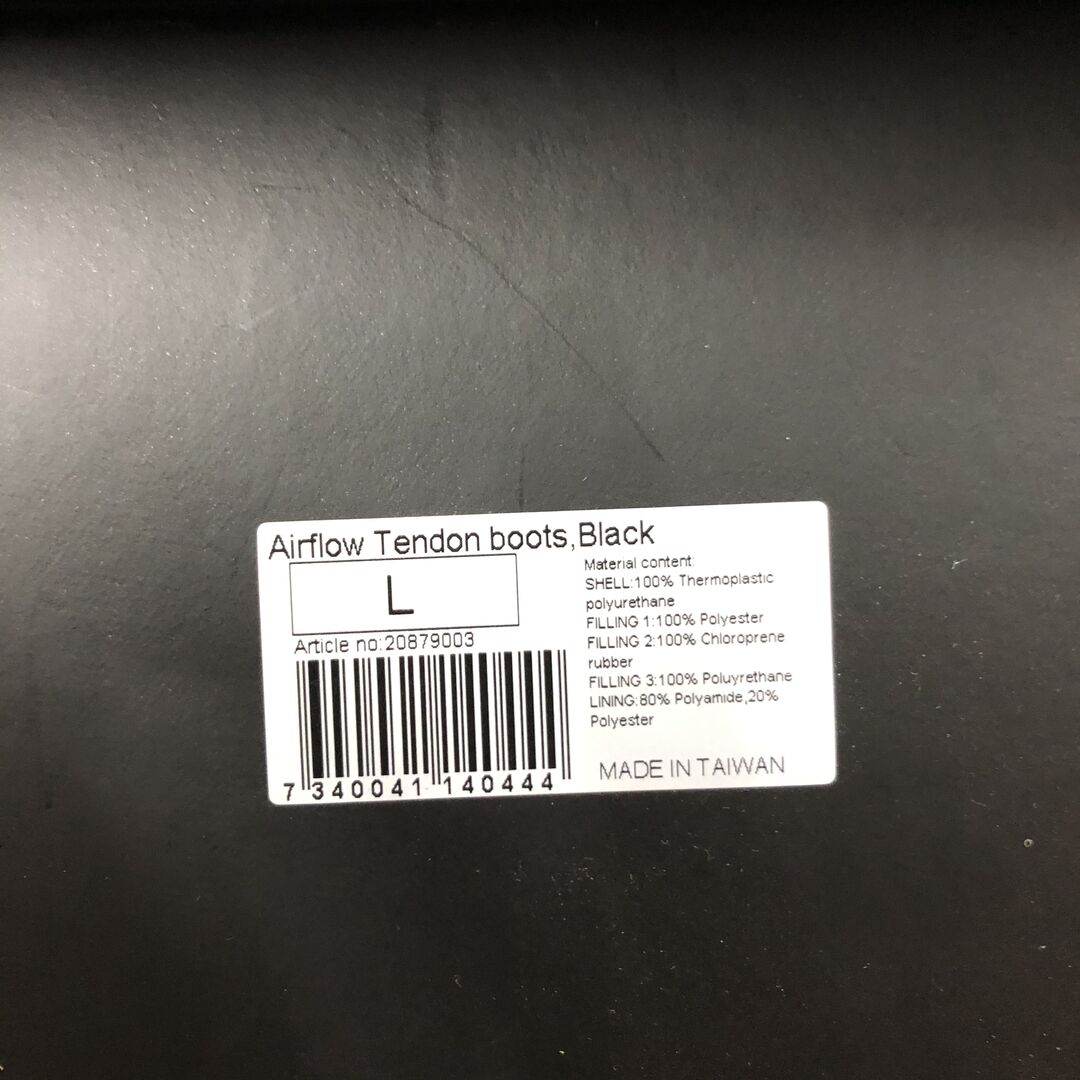 Airflow Tendon boots,Black
L
Article no:20879003
7 340041 140444
Material content:
SHELL:100% Thermoplastic
polyurethane
FILLING 1:100% Polyester
FILLING 2:100% Chloroprene
rubber
FILLING 3:100% Poluyrethane
LINING:80% Polyamide,20%
Polyester
MADE IN TAIWAN